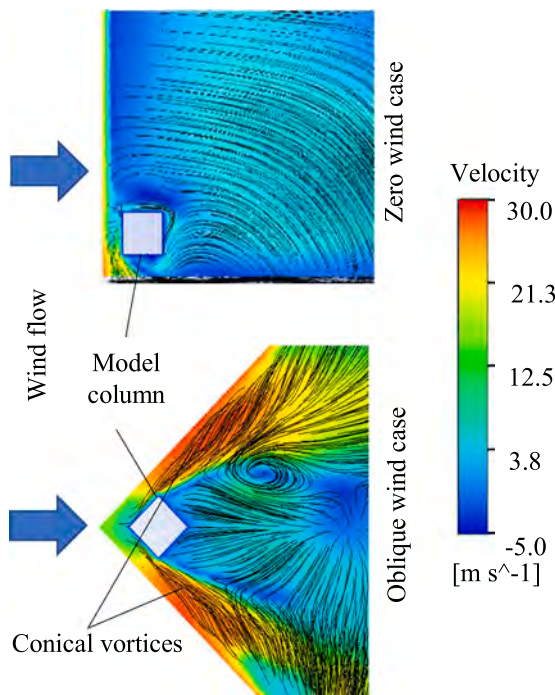 Zero wind case
Velocity
30.0
21.3
12.5
3.8
-5.0
[m s^-1]
Wind flow
Model
column
Oblique wind case
Conical vortices